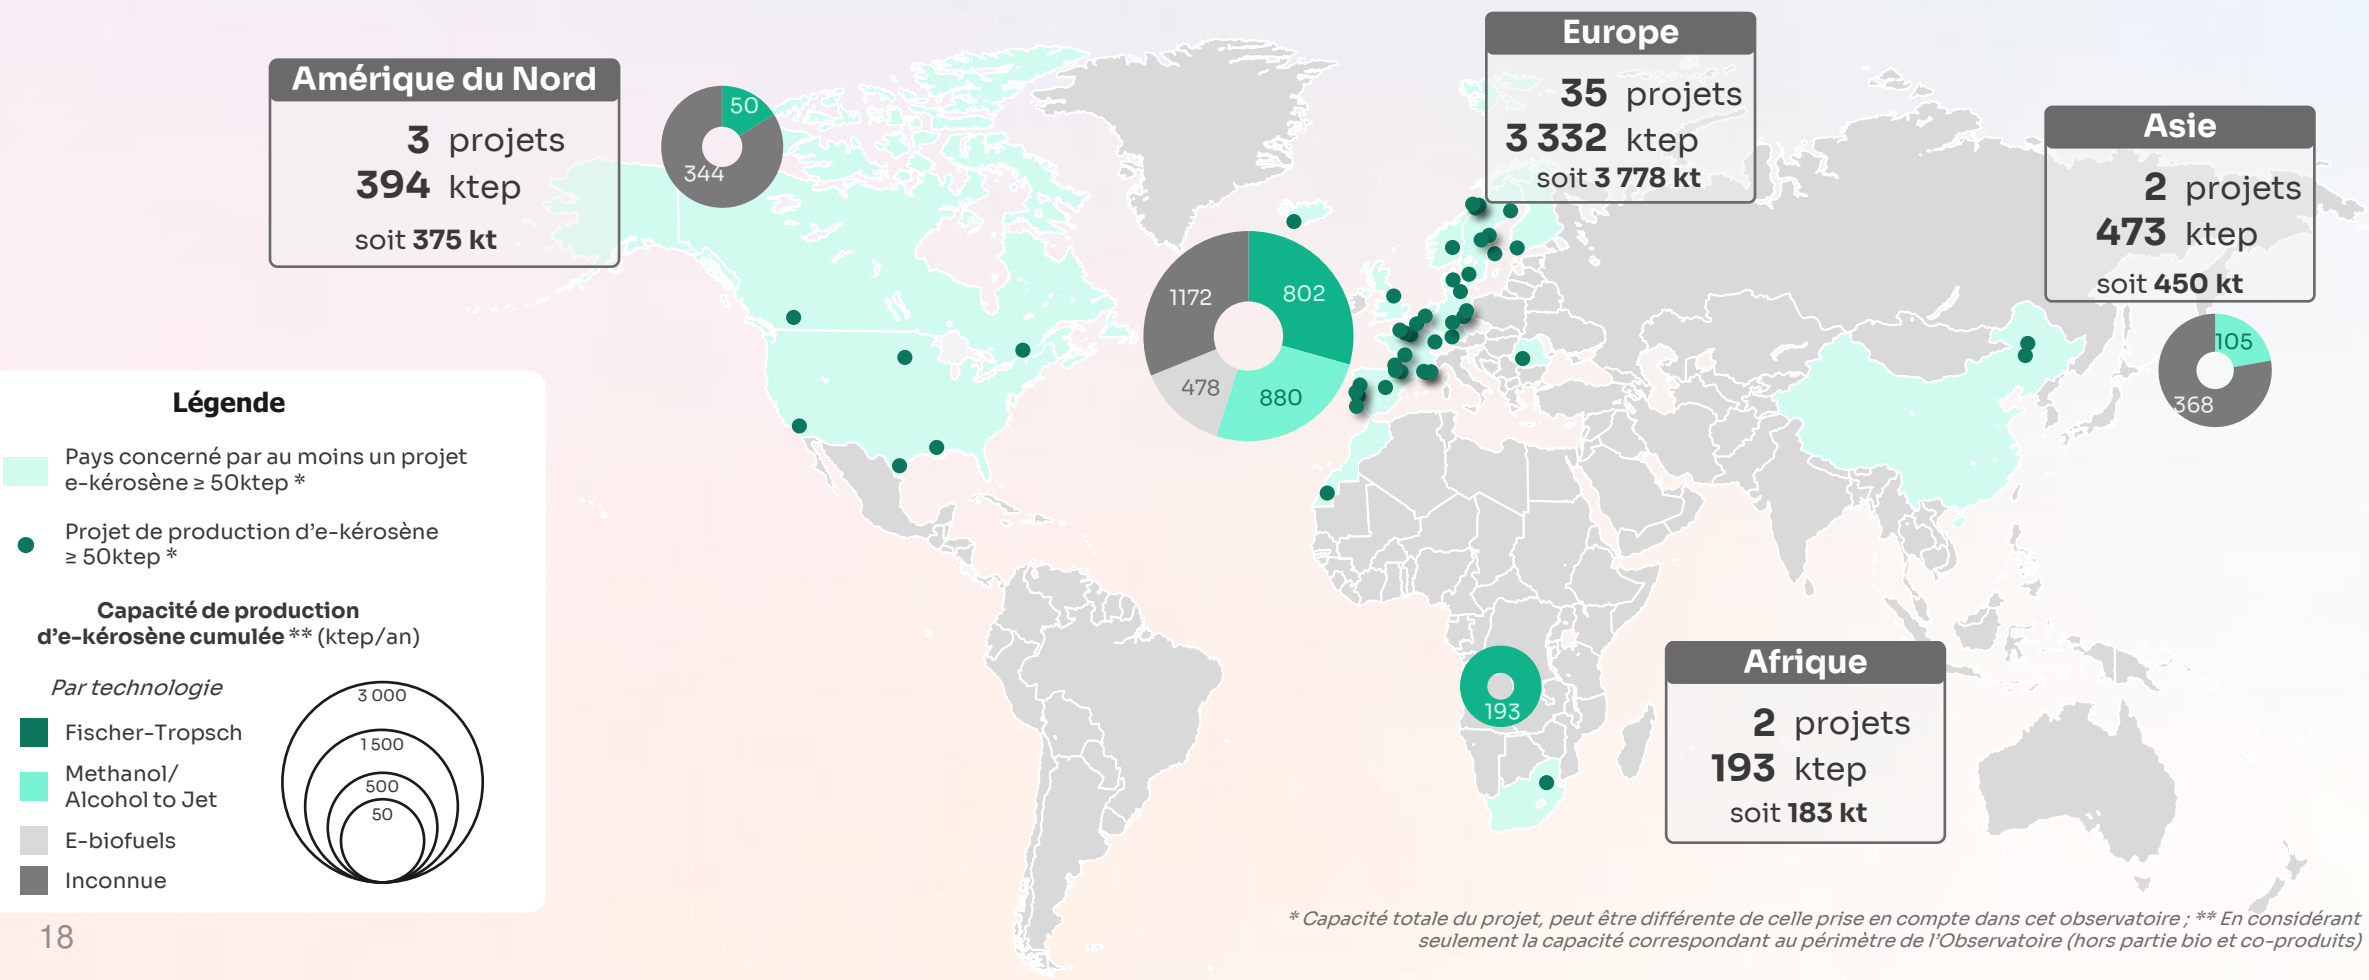 Amérique du Nord
3 projets
394 ktep
soit 375 kt
50
344
Europe
35 projets
3 332 ktep
soit 3 778 kt
1172
802
478
880
Asie
2 projets
473 ktep
soit 450 kt
105
368
Afrique
2 projets
193 ktep
soit 183 kt
193
Légende
Pays concerné par au moins un projet
e-kérosène ≥ 50ktep *
Projet de production d'e-kérosène
≥ 50ktep *
Capacité de production
d'e-kérosène cumulée ** (ktep/an)
Par technologie
Fischer-Tropsch
Methanol/
Alcohol to Jet
E-biofuels
Inconnue
3 000
1 500
500
50
* Capacité totale du projet, peut être différente de celle prise en compte dans cet observatoire ; ** En considérant
seulement la capacité correspondant au périmètre de l'Observatoire (hors partie bio et co-produits)
18